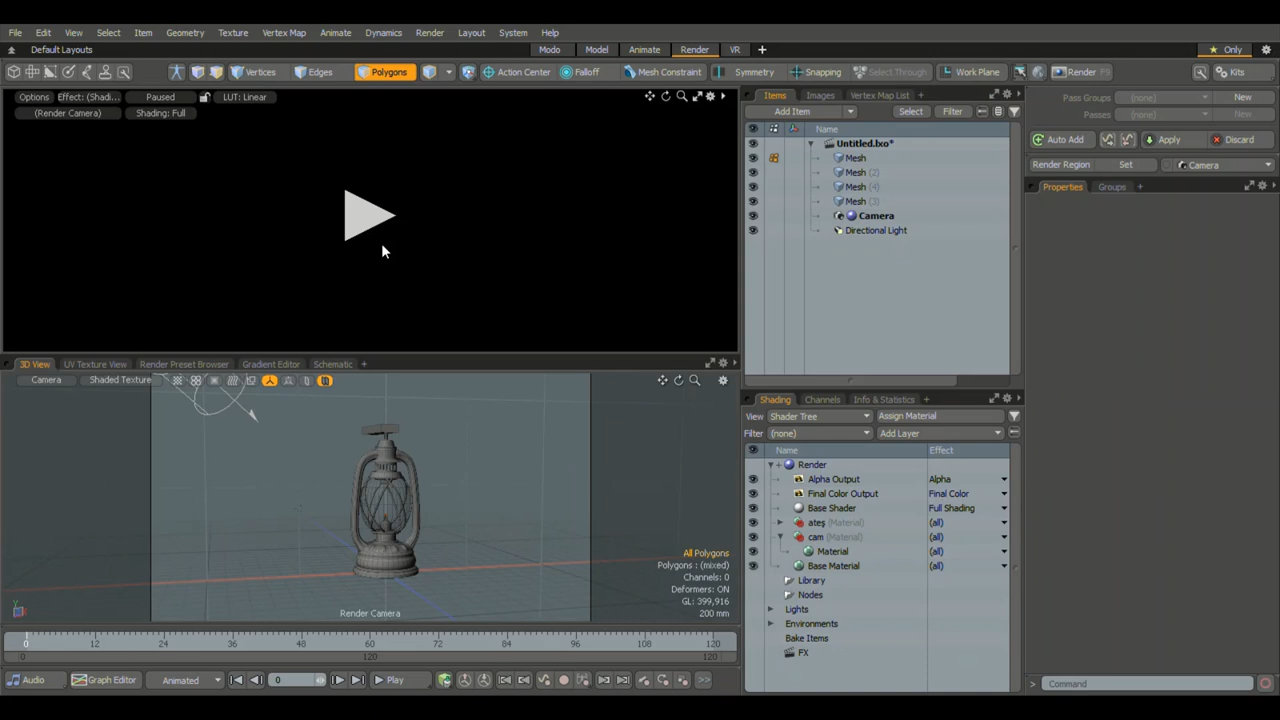 File Edit View Select Item Geometry Texture Vertex Map Animate Dynamics Render Layout System Help
Default Layouts Modo Model Animate Render VR + ★ Only
Vertices Edges Polygons Action Center Falloff Mesh Constraint Symmetry Snapping Select Through Work Plane Render F9 Kits
Options Effect: (Shadi... Paused LUT: Linear
(Render Camera) Shading: Full
Items Images Vertex Map List +
Add Item Select Filter
Name
Untitled.lxo*
Mesh
Mesh (2)
Mesh (4)
Mesh (3)
Camera
Directional Light
Pass Groups (none) New
Passes (none) New
Auto Add Apply Discard
Render Region Set Camera
Properties Groups +
3D View UV Texture View Render Preset Browser Gradient Editor Schematic +
Camera Shaded Texture
All Polygons
Polygons : (mixed)
Channels: 0
Deformers: ON
GL: 399,916
200 mm
Render Camera
Shading Channels Info & Statistics +
View Shader Tree Assign Material
Filter (none) Add Layer
Name Effect
Render
Alpha Output Alpha
Final Color Output Final Color
Base Shader Full Shading
ateş (Material) (all)
cam (Material) (all)
Material (all)
Base Material (all)
Library
Nodes
Lights
Environments
Bake Items
FX
0 12 24 36 48 60 72 84 96 108 120
0 120 120
Audio Graph Editor Animated 0 Play >>
> Command